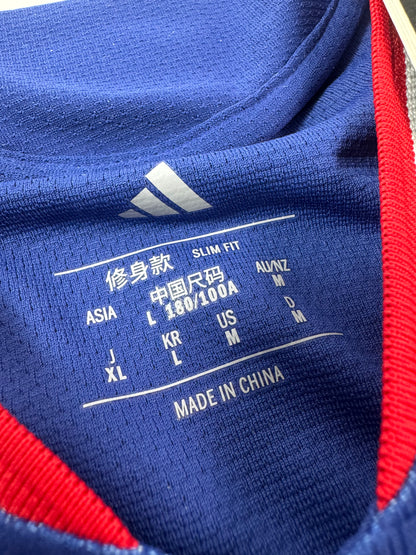 修身款 SLIM FIT
ASIA L 中国尺码 180/100A AU/NZ M
J XL KR L US M D M
MADE IN CHINA